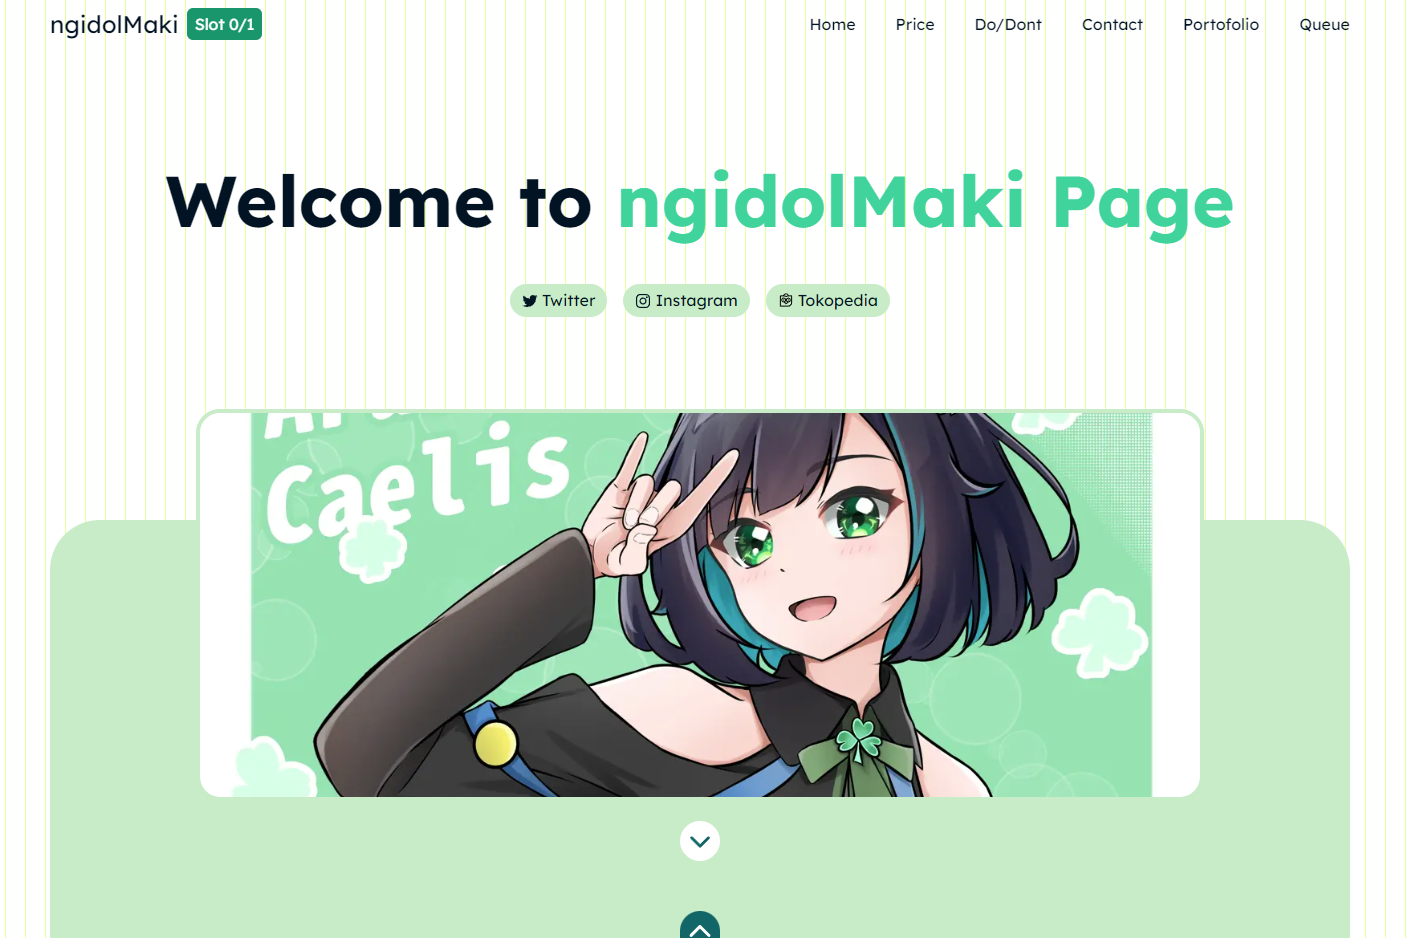 ngidolMaki Slot 0/1 Home Price Do/Dont Contact Portofolio Queue
Welcome to ngidolMaki Page
Twitter Instagram Tokopedia
Caelis